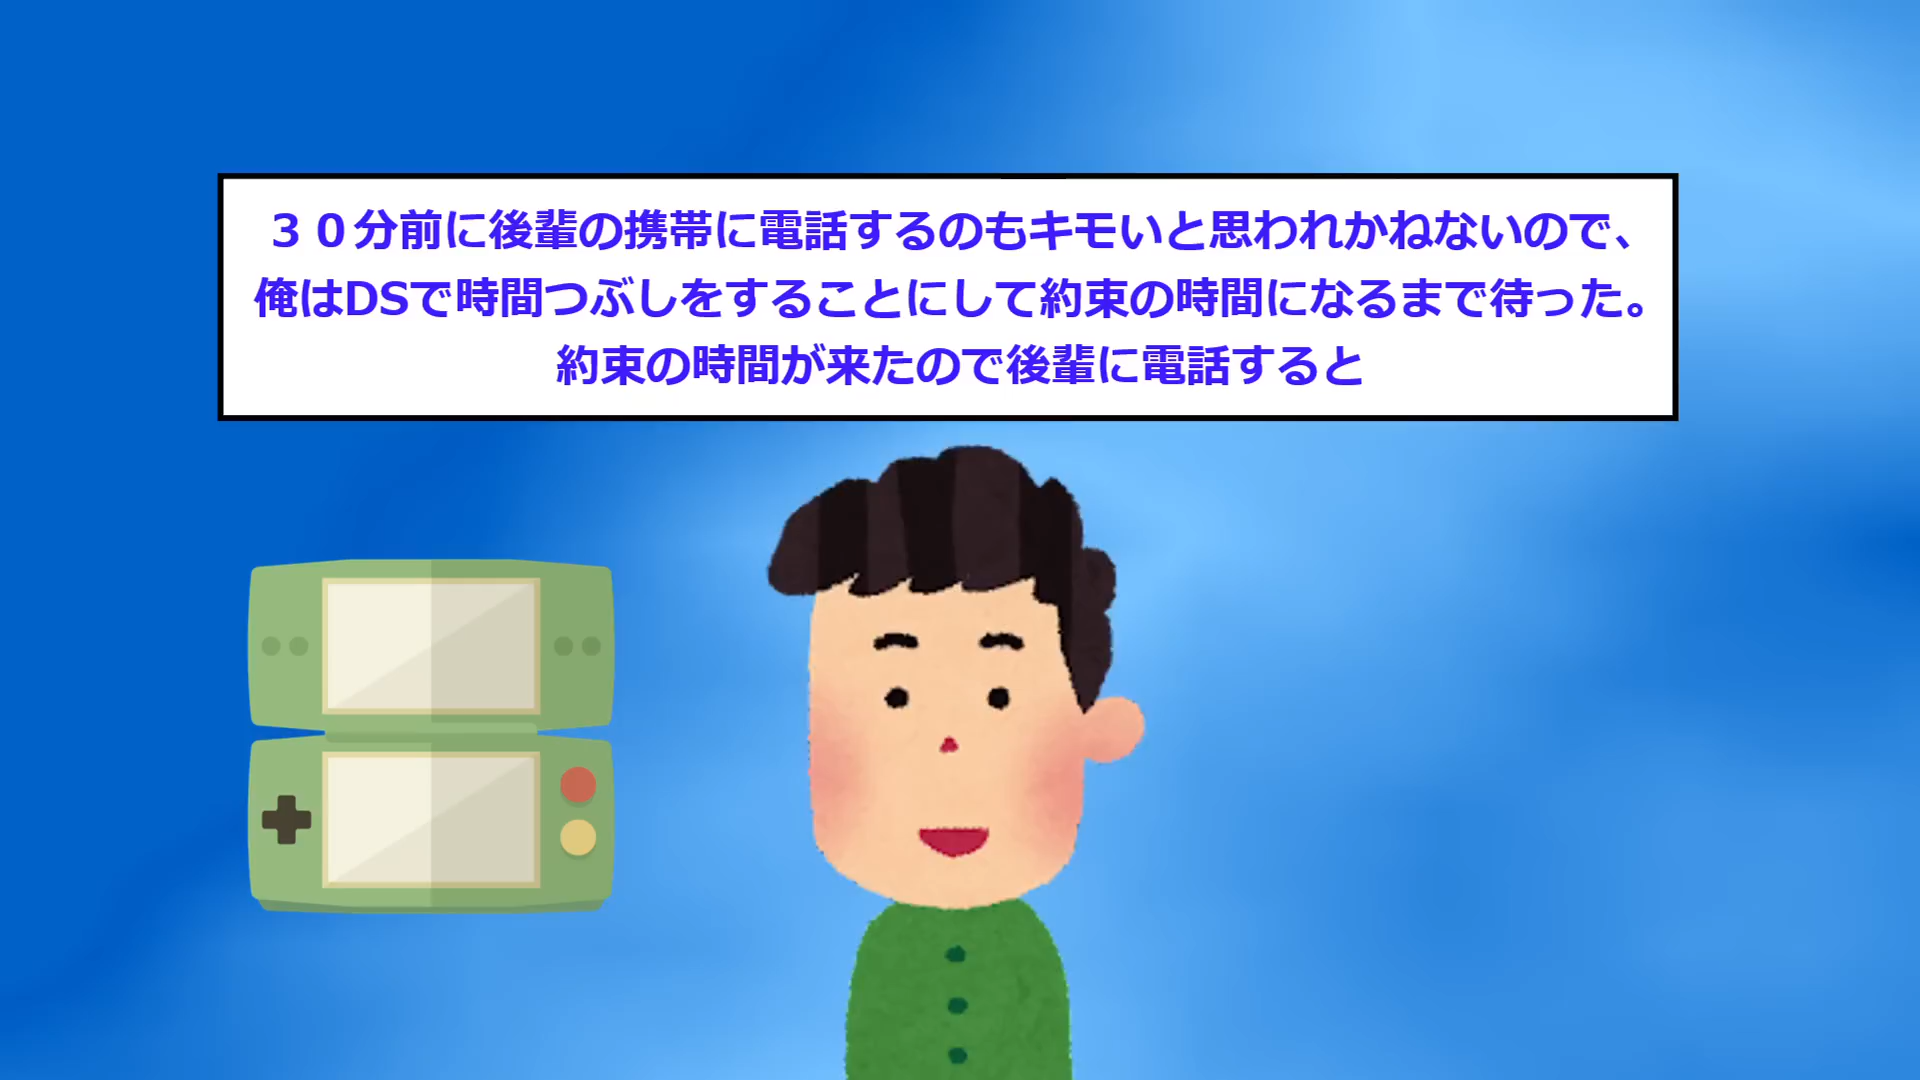 ３０分前に後輩の携帯に電話するのもキモいと思われかねないので、
俺はDSで時間つぶしをすることにして約束の時間になるまで待った。
約束の時間が来たので後輩に電話すると